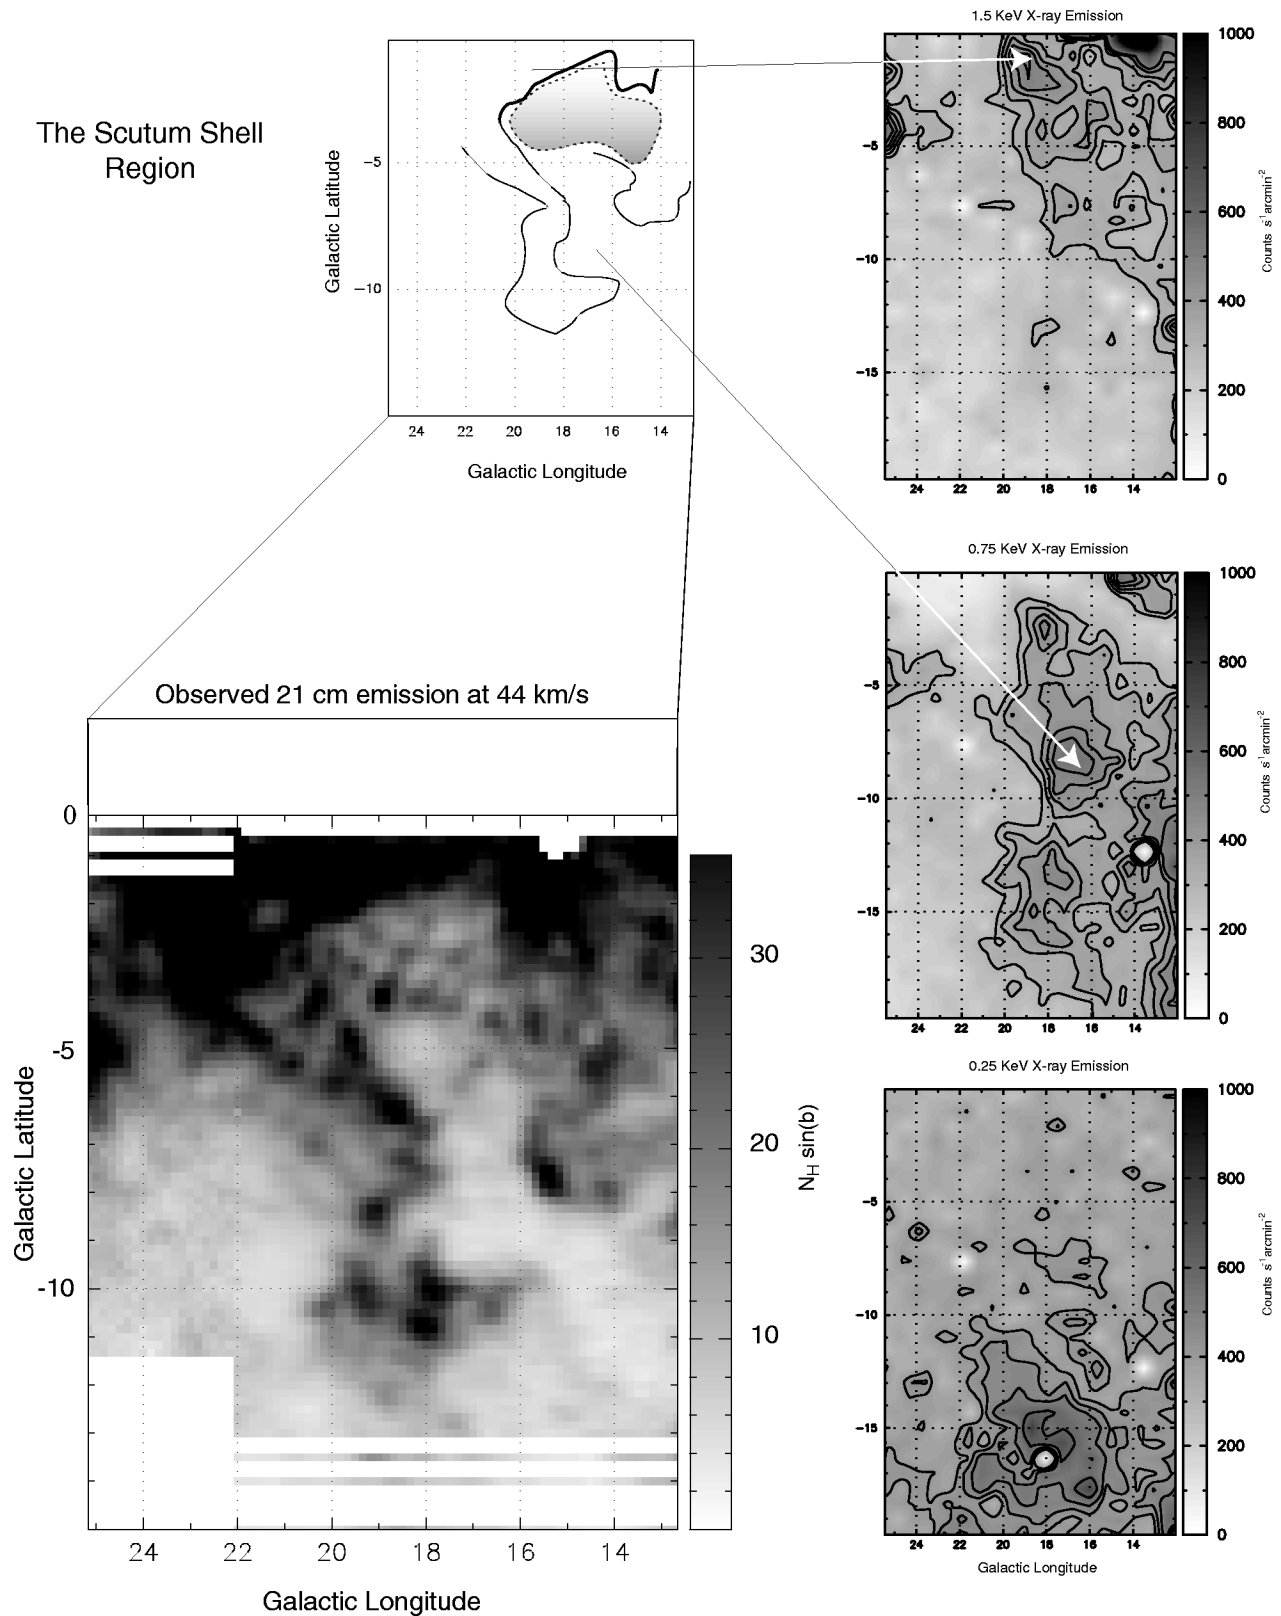 The Scutum Shell
Region
Galactic Latitude
−5
−10
24 22 20 18 16 14
Galactic Longitude
1.5 KeV X-ray Emission
−5
−10
−15
24 22 20 18 16 14
1000
800
600
400
200
0
Counts s-1 arcmin-2
0.75 KeV X-ray Emission
−5
−10
−15
24 22 20 18 16 14
1000
800
600
400
200
0
Counts s-1 arcmin-2
Observed 21 cm emission at 44 km/s
Galactic Latitude
0
-5
-10
24 22 20 18 16 14
Galactic Longitude
30
20
10
NH sin(b)
0.25 KeV X-ray Emission
−5
−10
−15
24 22 20 18 16 14
Galactic Longitude
1000
800
600
400
200
0
Counts s-1 arcmin-2